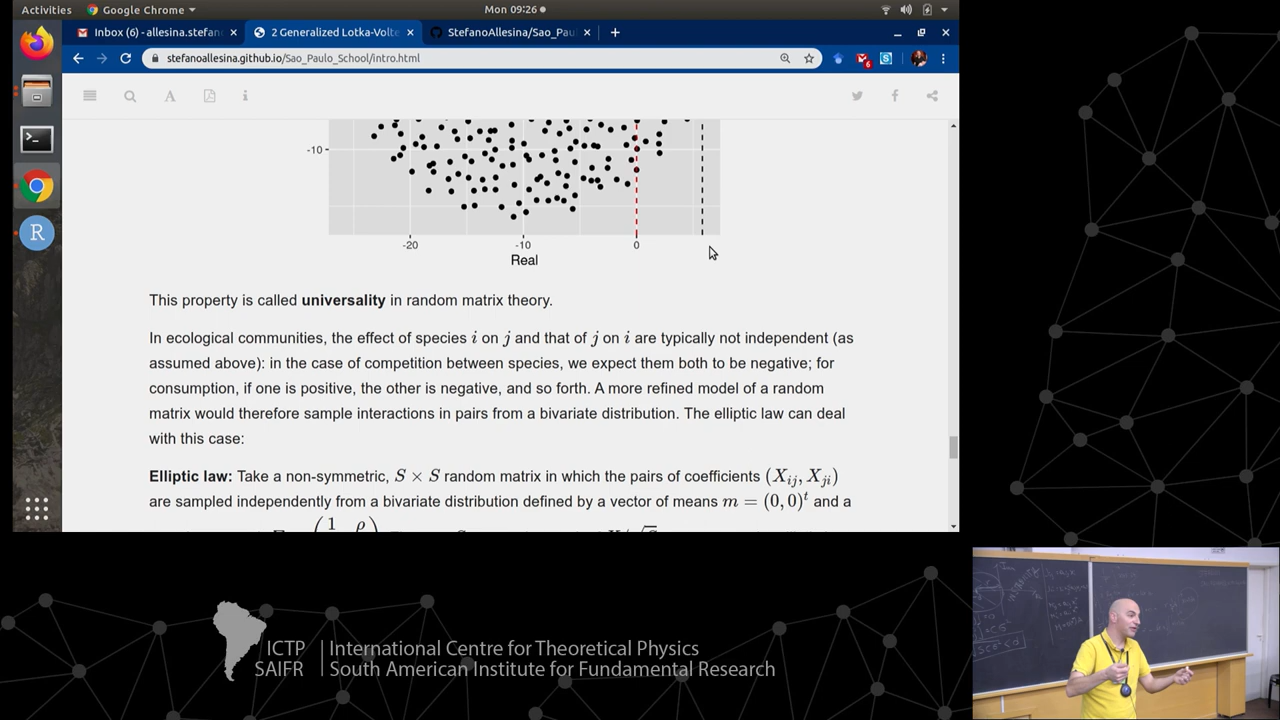 Activities
Google Chrome
Mon 09:26
Inbox (6) - allesina.stefan
2 Generalized Lotka-Volte
StefanoAllesina/Sao_Pau
stefanoallesina.github.io/Sao_Paulo_School/intro.html
-10
-20
-10
0
Real
This property is called universality in random matrix theory.
In ecological communities, the effect of species i on j and that of j on i are typically not independent (as
assumed above): in the case of competition between species, we expect them both to be negative; for
consumption, if one is positive, the other is negative, and so forth. A more refined model of a random
matrix would therefore sample interactions in pairs from a bivariate distribution. The elliptic law can deal
with this case:
Elliptic law: Take a non-symmetric, S × S random matrix in which the pairs of coefficients (Xij, Xji)
are sampled independently from a bivariate distribution defined by a vector of means m = (0, 0)t and a
ICTP
SAIFR
International Centre for Theoretical Physics
South American Institute for Fundamental Research